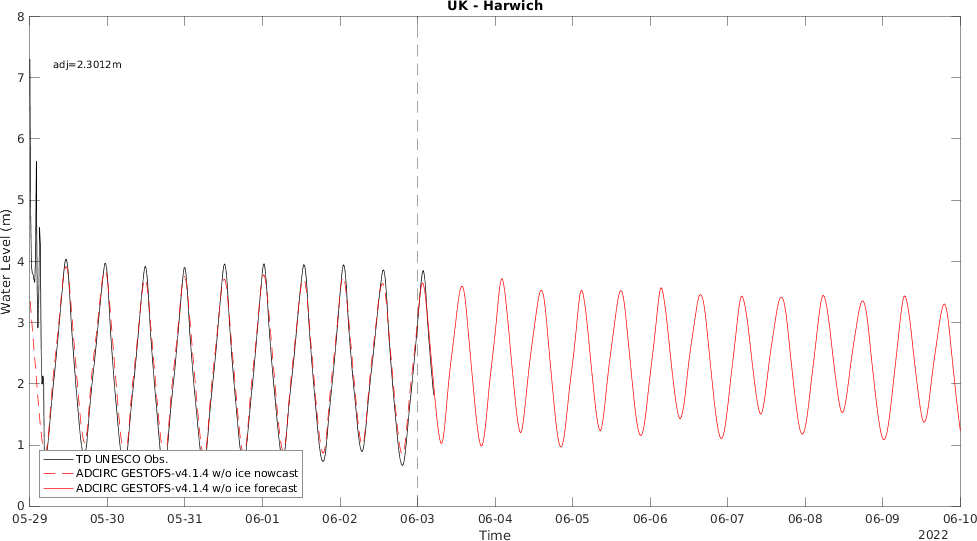 UK - Harwich
8
7
6
5
4
3
2
1
0
Water Level (m)
adj=2.3012m
TD UNESCO Obs.
ADCIRC GESTOFS-v4.1.4 w/o ice nowcast
ADCIRC GESTOFS-v4.1.4 w/o ice forecast
05-29 05-30 05-31 06-01 06-02 06-03 06-04 06-05 06-06 06-07 06-08 06-09 06-10
Time
2022